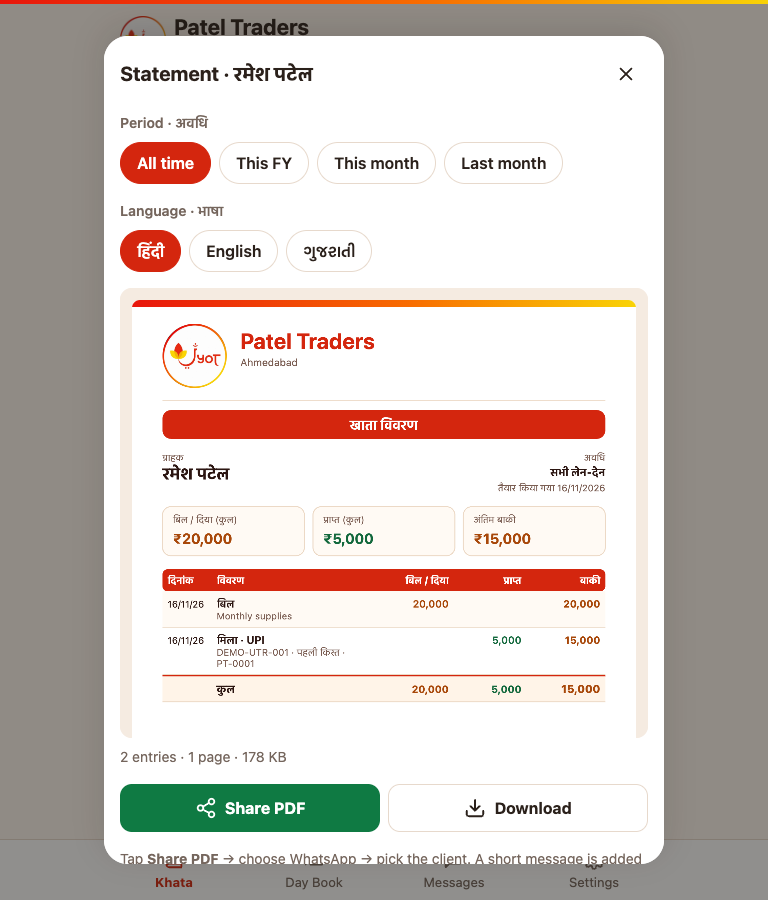 Patel Traders
Statement · रमेश पटेल
Period · अवधि
All time This FY This month Last month
Language · भाषा
हिंदी English ગુજરાતી
Jyot
Patel Traders
Ahmedabad
खाता विवरण
ग्राहक
रमेश पटेल
अवधि
सभी लेन-देन
तैयार किया गया 16/11/2026
बिल / दिया (कुल) प्राप्त (कुल) अंतिम बाकी
₹20,000 ₹5,000 ₹15,000
दिनांक विवरण बिल / दिया प्राप्त बाकी
16/11/26 बिल 20,000 20,000
Monthly supplies
16/11/26 मिला · UPI 5,000 15,000
DEMO-UTR-001 · पहली किस्त ·
PT-0001
कुल 20,000 5,000 15,000
2 entries · 1 page · 178 KB
Share PDF Download
Tap Share PDF → choose WhatsApp → pick the client. A short message is added
Khata Day Book Messages Settings